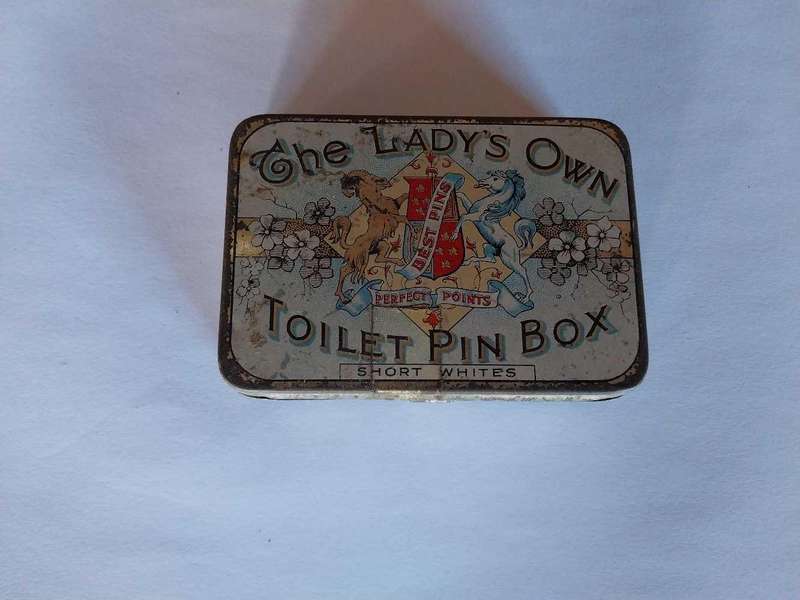 The LADY'S OWN
BEST PINS
PERFECT POINTS
TOILET PIN BOX
SHORT WHITES